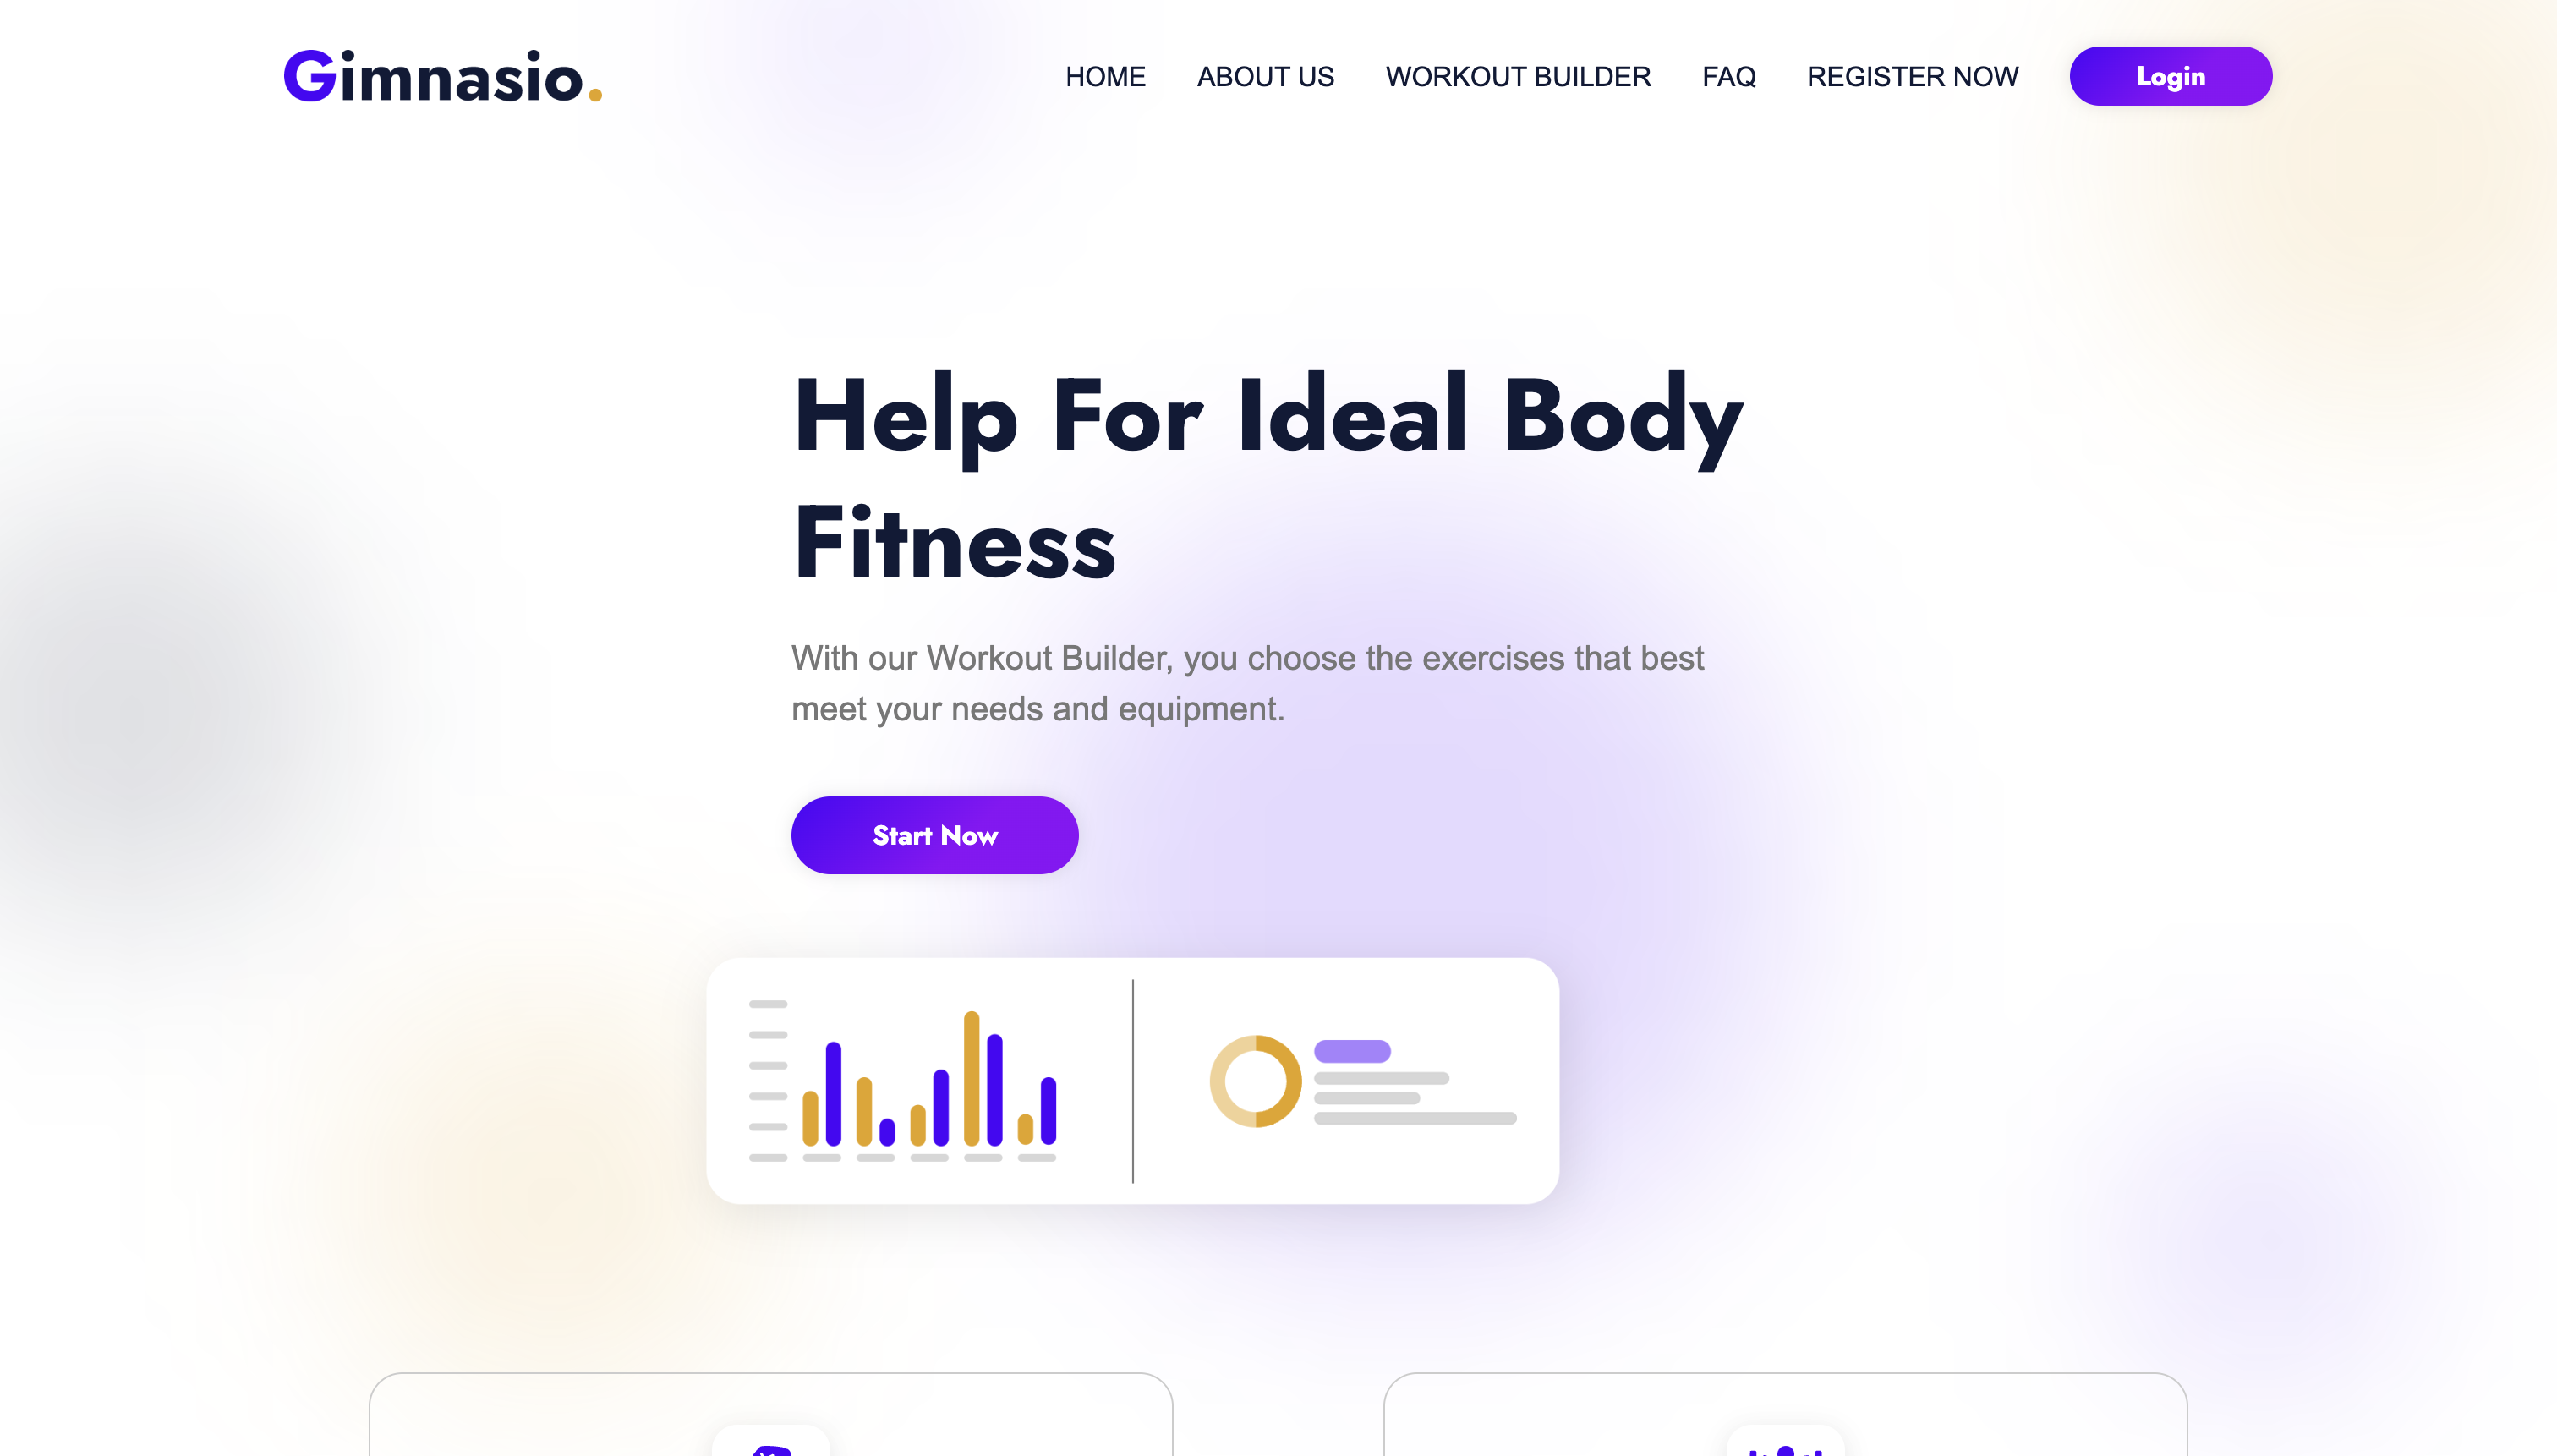 Gimnasio.
HOME
ABOUT US
WORKOUT BUILDER
FAQ
REGISTER NOW
Login
Help For Ideal Body
Fitness
With our Workout Builder, you choose the exercises that best
meet your needs and equipment.
Start Now